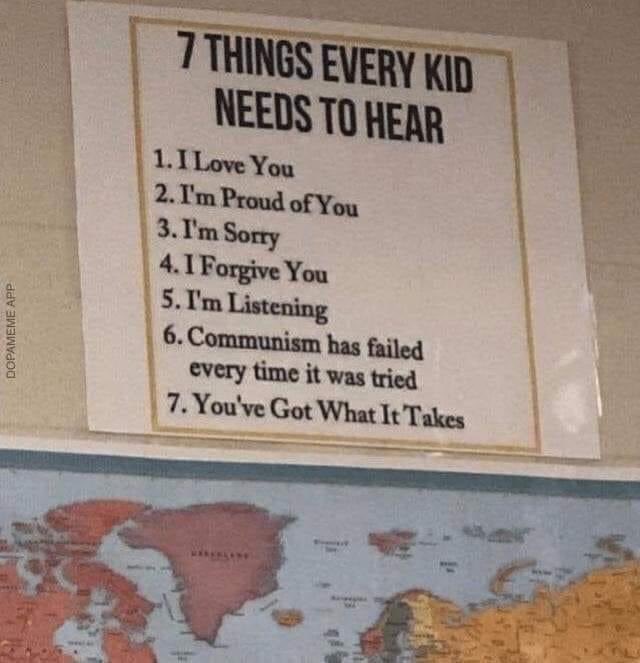 7 THINGS EVERY KID
NEEDS TO HEAR
1. I Love You
2. I'm Proud of You
3. I'm Sorry
4. I Forgive You
5. I'm Listening
6. Communism has failed
every time it was tried
7. You've Got What It Takes
DOPAMEME APP